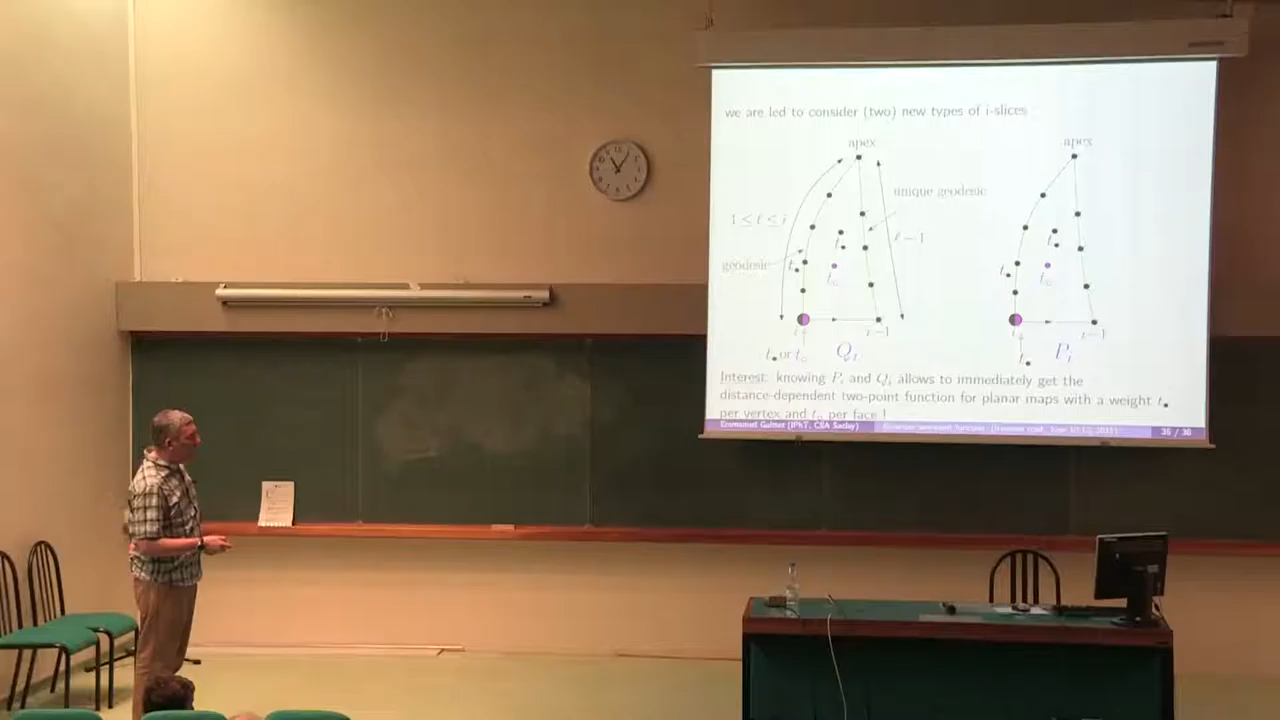 we are led to consider (two) new types of i-slices
apex
apex
unique geodesic
1 ≤ ℓ ≤ i
ℓ−1
geodesic
t•
t•
t•
t•
t○
t○
i−1
i−1
t• or t○
Qi
t•
Pi
Interest: knowing Pi and Qi allows to immediately get the
distance-dependent two-point function for planar maps with a weight t•
per vertex and t○ per face !
Emmanuel Guitter (IPhT, CEA Saclay)
35 / 36